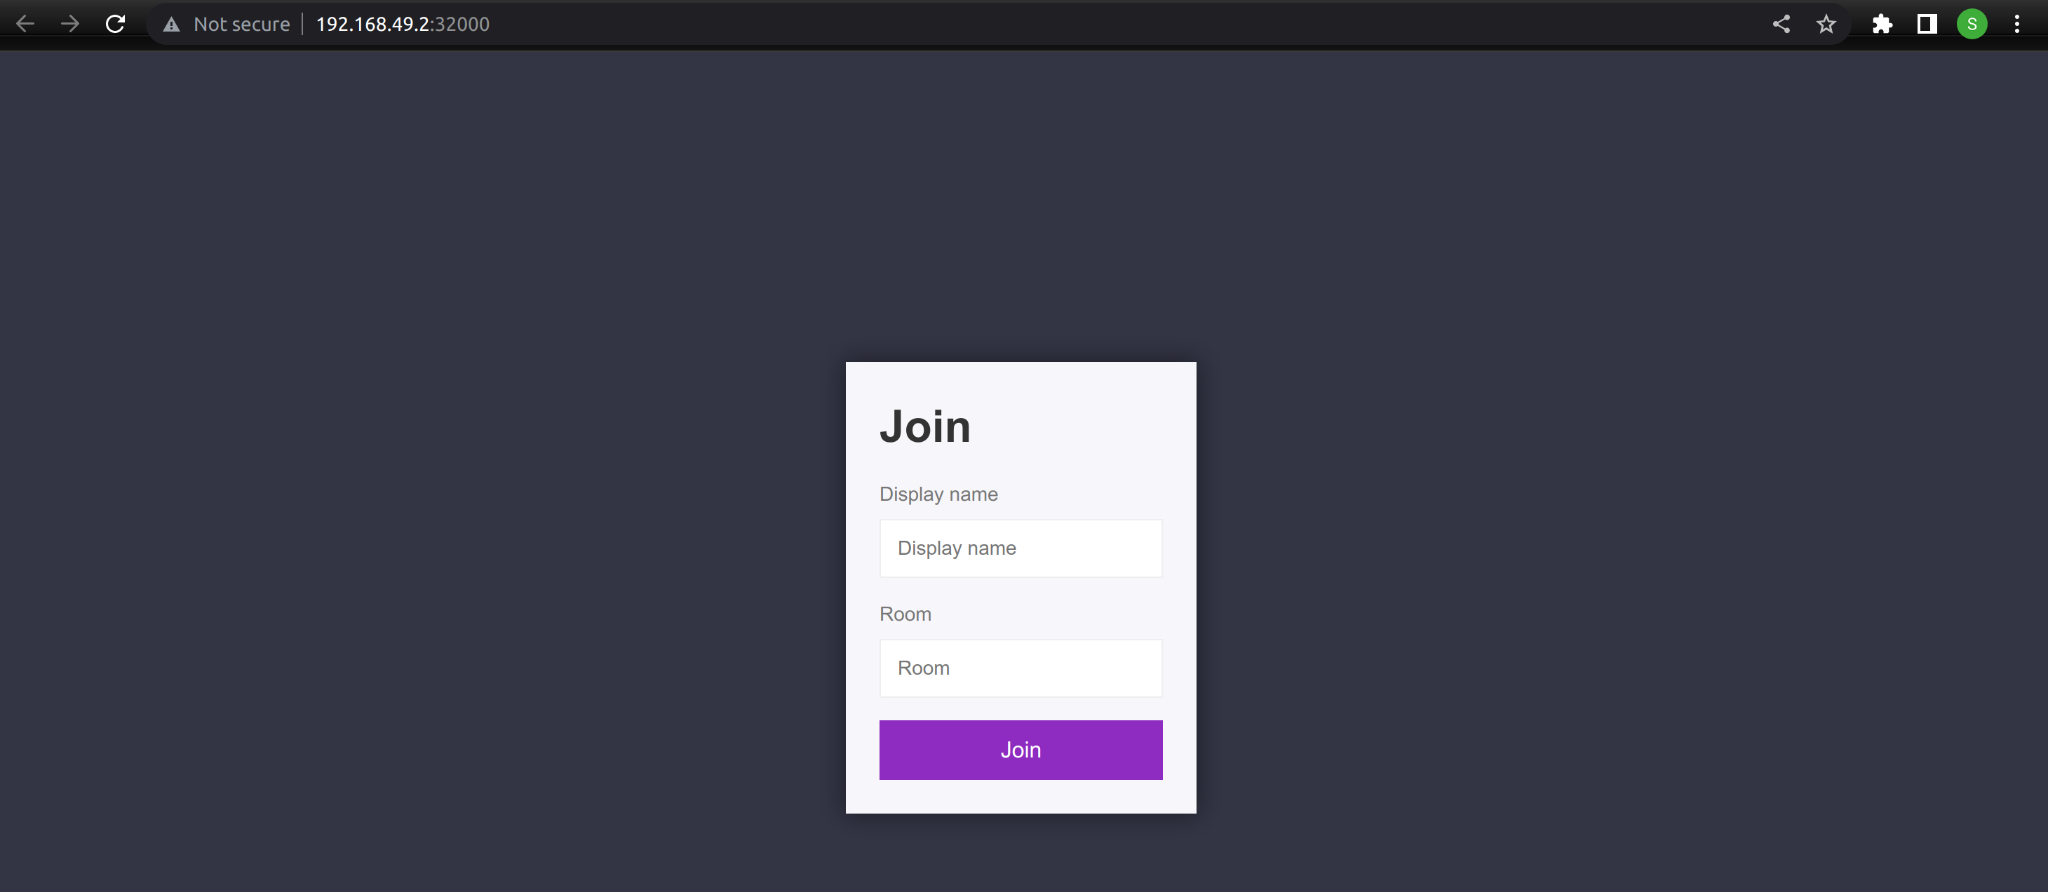 Not secure 192.168.49.2:32000
S
Join
Display name
Display name
Room
Room
Join